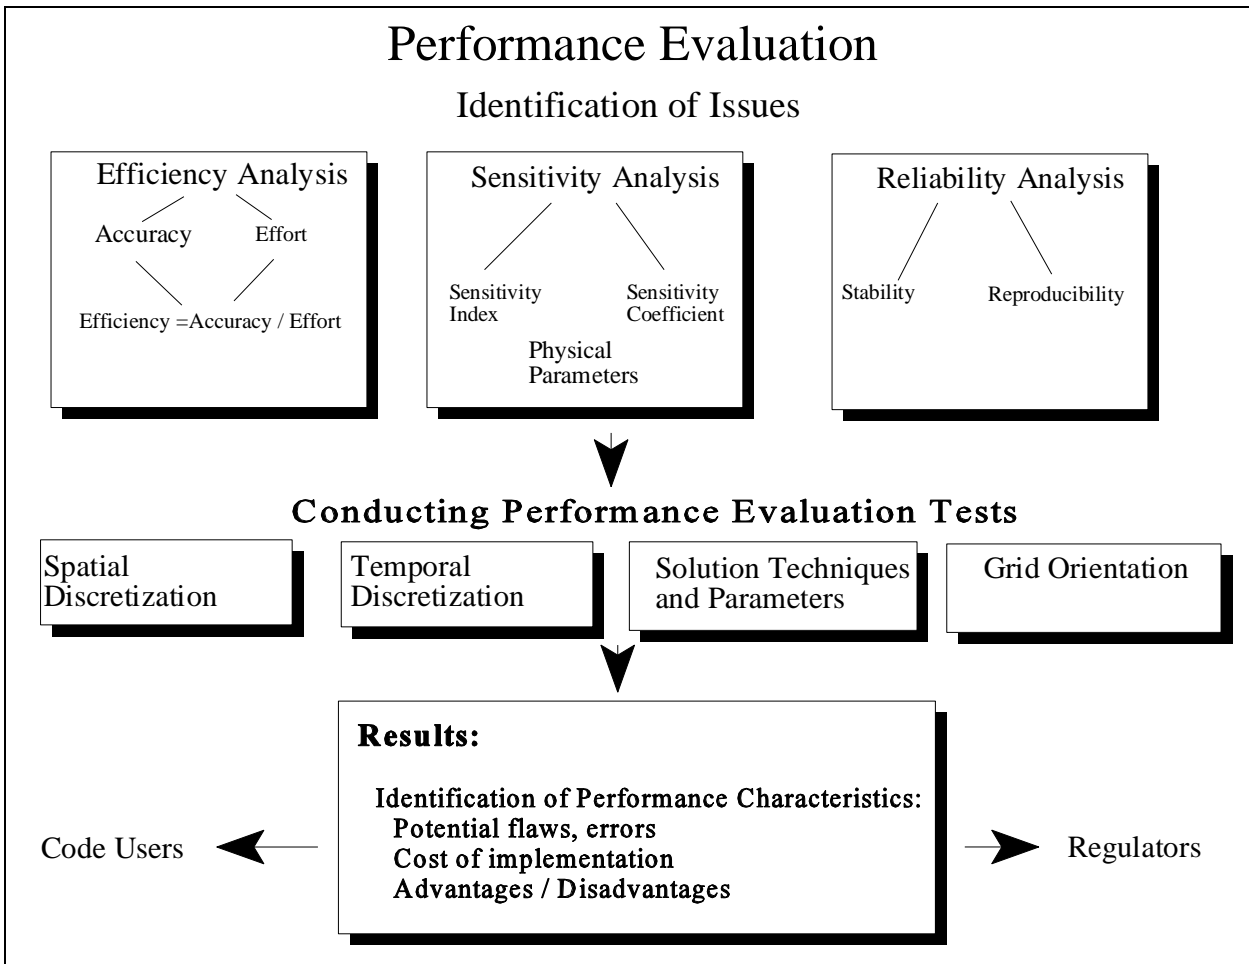 Performance Evaluation
Identification of Issues
Efficiency Analysis
Accuracy
Effort
Efficiency =Accuracy / Effort
Sensitivity Analysis
Sensitivity
Index
Sensitivity
Coefficient
Physical
Parameters
Reliability Analysis
Stability
Reproducibility
Conducting Performance Evaluation Tests
Spatial
Discretization
Temporal
Discretization
Solution Techniques
and Parameters
Grid Orientation
Results:
Identification of Performance Characteristics:
Potential flaws, errors
Cost of implementation
Advantages / Disadvantages
Code Users
Regulators